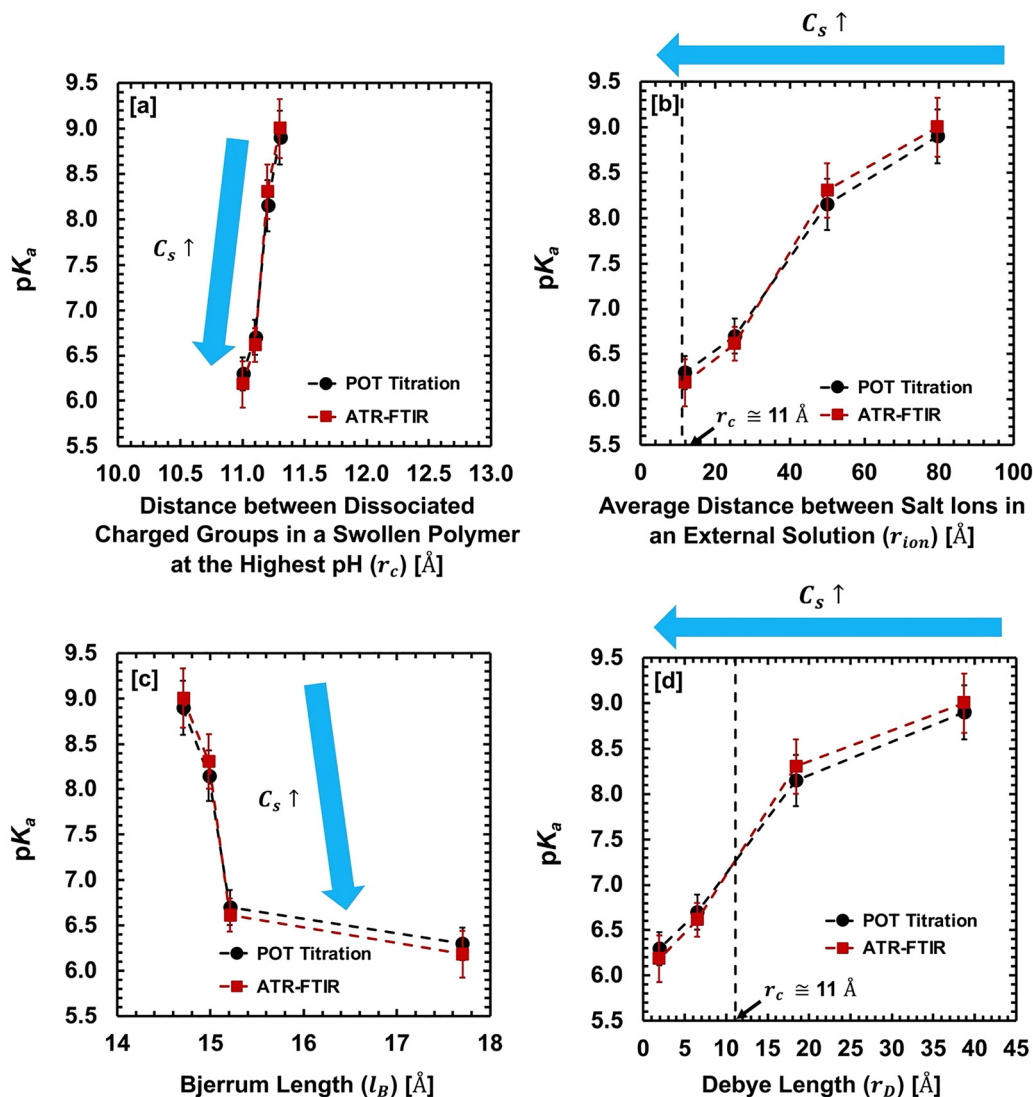 C_s ↑
[a]
9.5
9.0
8.5
8.0
7.5
7.0
6.5
6.0
5.5
pK_a
C_s ↑
POT Titration
ATR-FTIR
10.0 10.5 11.0 11.5 12.0 12.5 13.0
Distance between Dissociated
Charged Groups in a Swollen Polymer
at the Highest pH (r_c) [Å]
[b]
9.5
9.0
8.5
8.0
7.5
7.0
6.5
6.0
5.5
pK_a
POT Titration
ATR-FTIR
r_c ≅ 11 Å
0 20 40 60 80 100
Average Distance between Salt Ions in
an External Solution (r_ion) [Å]
[c]
9.5
9.0
8.5
8.0
7.5
7.0
6.5
6.0
5.5
pK_a
C_s ↑
POT Titration
ATR-FTIR
14 15 16 17 18
Bjerrum Length (l_B) [Å]
C_s ↑
[d]
9.5
9.0
8.5
8.0
7.5
7.0
6.5
6.0
5.5
pK_a
POT Titration
ATR-FTIR
r_c ≅ 11 Å
0 5 10 15 20 25 30 35 40 45
Debye Length (r_D) [Å]